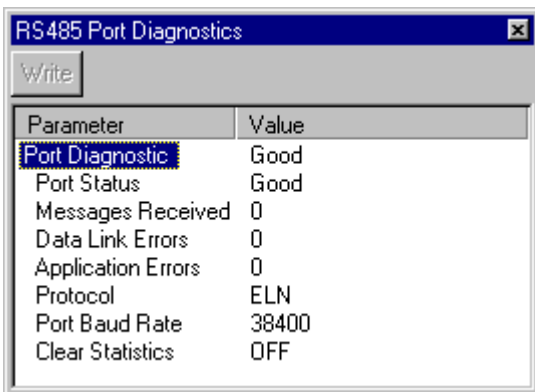 RS485 Port Diagnostics
Write
Parameter Value
Port Diagnostic Good
Port Status Good
Messages Received 0
Data Link Errors 0
Application Errors 0
Protocol ELN
Port Baud Rate 38400
Clear Statistics OFF